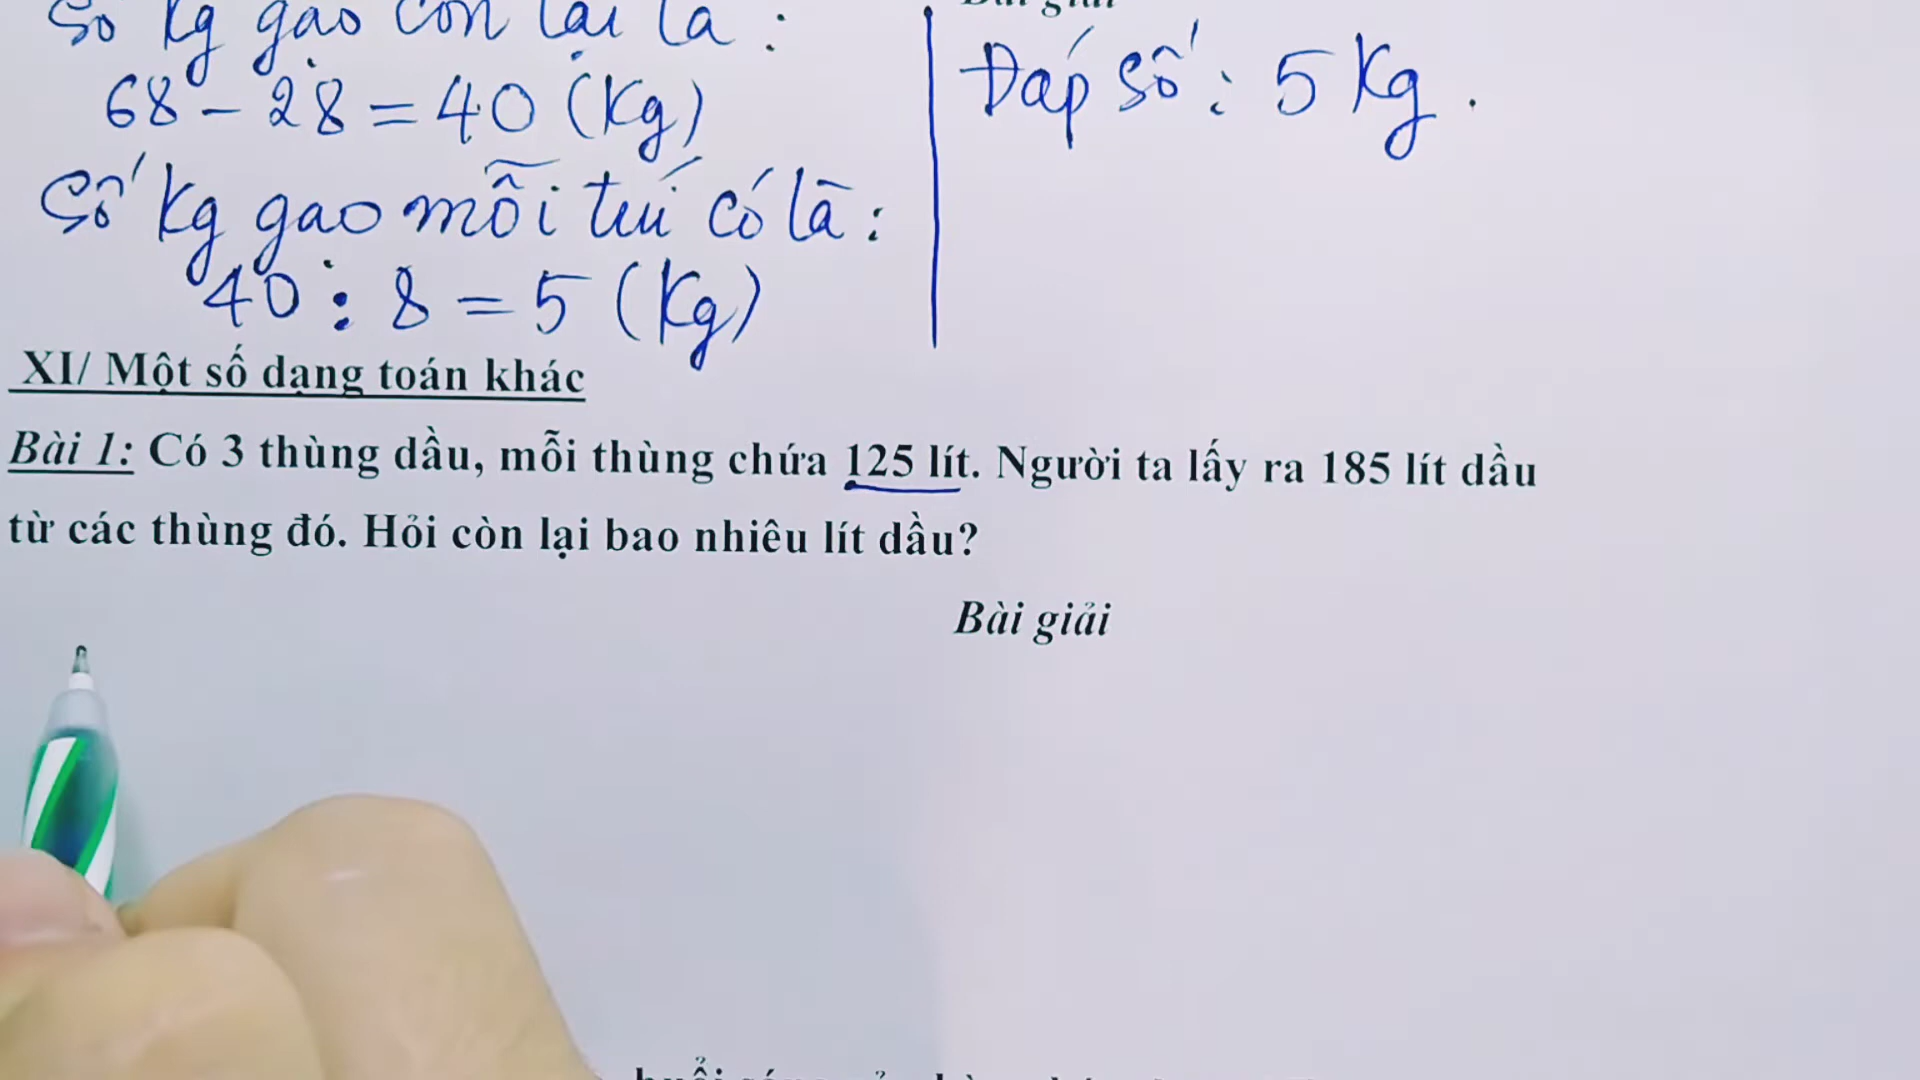 Số kg gạo còn lại là :
68 - 28 = 40 (kg)
Số kg gạo mỗi túi có là :
40 : 8 = 5 (kg)
Bài giải
Đáp số : 5 kg.
XI/ Một số dạng toán khác
Bài 1: Có 3 thùng dầu, mỗi thùng chứa 125 lít. Người ta lấy ra 185 lít dầu
từ các thùng đó. Hỏi còn lại bao nhiêu lít dầu?
Bài giải